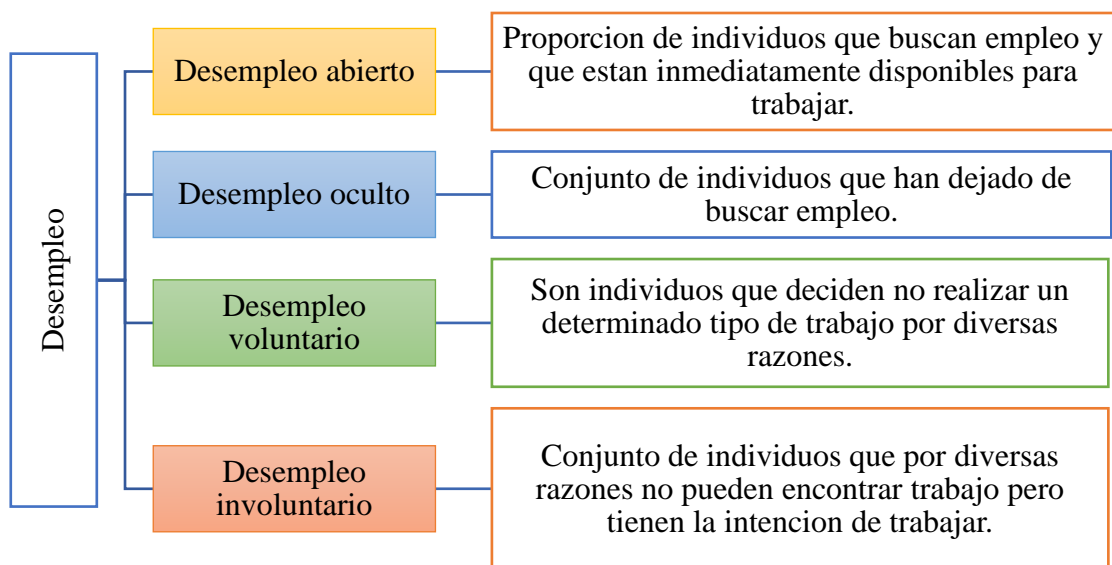 Desempleo
Desempleo abierto
Proporcion de individuos que buscan empleo y
que estan inmediatamente disponibles para
trabajar.
Desempleo oculto
Conjunto de individuos que han dejado de
buscar empleo.
Desempleo
voluntario
Son individuos que deciden no realizar un
determinado tipo de trabajo por diversas
razones.
Desempleo
involuntario
Conjunto de individuos que por diversas
razones no pueden encontrar trabajo pero
tienen la intencion de trabajar.